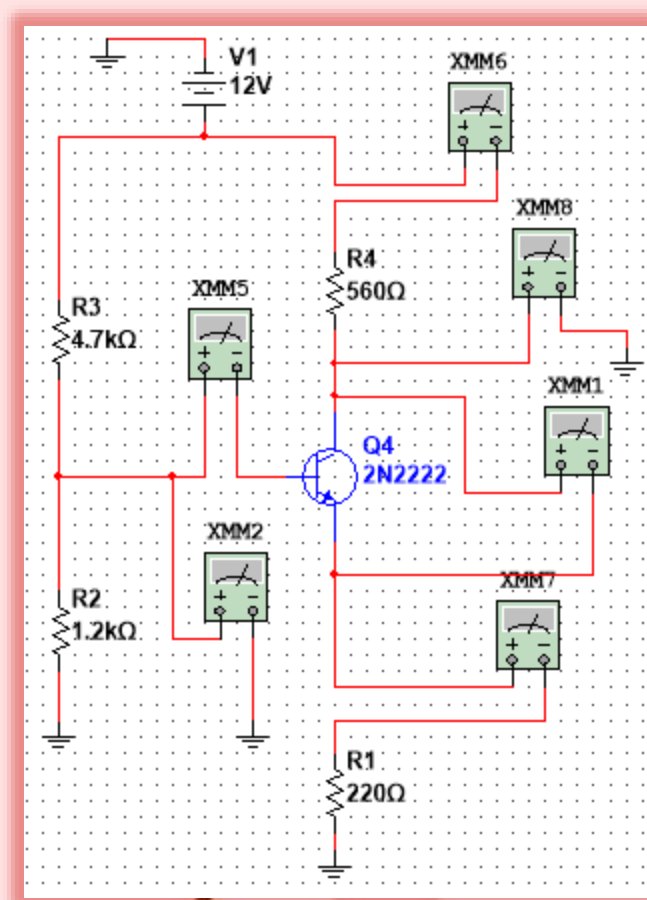 V1
12V
XMM6
+ −
XMM8
+ −
R4
560Ω
XMM5
+ −
R3
4.7kΩ
XMM1
+ −
Q4
2N2222
XMM2
+ −
XMM7
+ −
R2
1.2kΩ
R1
220Ω